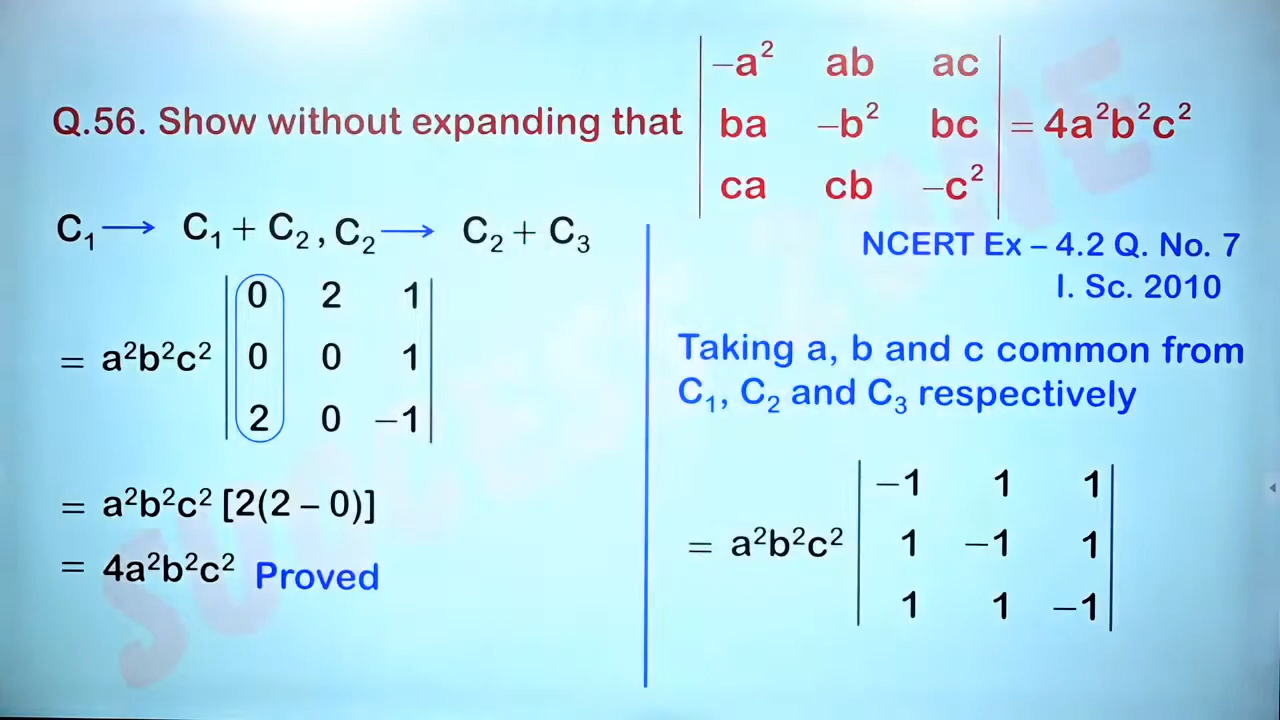 Q.56. Show without expanding that | −a² ab ac |
| ba −b² bc | = 4a²b²c²
| ca cb −c² |
C₁ → C₁ + C₂ , C₂ → C₂ + C₃
= a²b²c² | 0 2 1 |
| 0 0 1 |
| 2 0 −1 |
= a²b²c² [2(2 – 0)]
= 4a²b²c² Proved
NCERT Ex – 4.2 Q. No. 7
I. Sc. 2010
Taking a, b and c common from
C₁, C₂ and C₃ respectively
= a²b²c² | −1 1 1 |
| 1 −1 1 |
| 1 1 −1 |